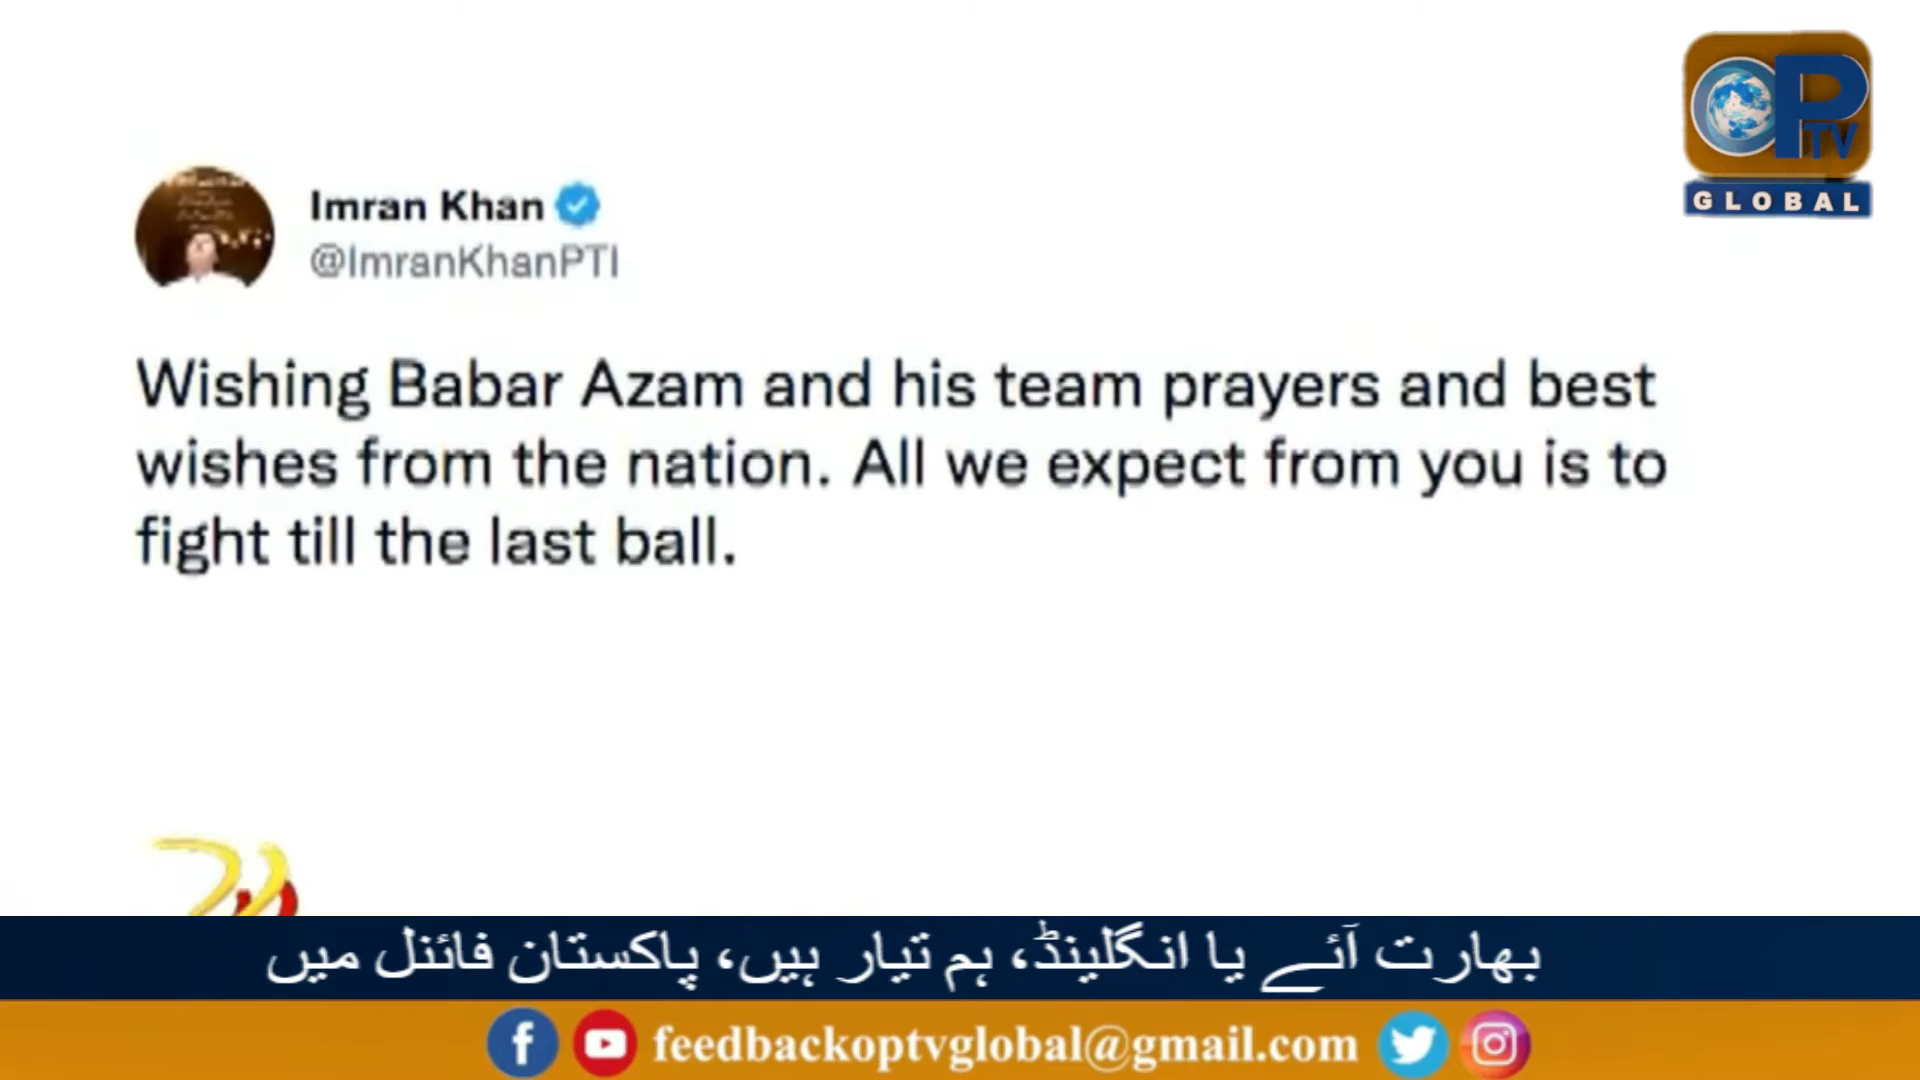 OPTV
GLOBAL
Imran Khan
@ImranKhanPTI
Wishing Babar Azam and his team prayers and best
wishes from the nation. All we expect from you is to
fight till the last ball.
بھارت آئے یا انگلینڈ، ہم تیار ہیں، پاکستان فائنل میں
feedbackoptvglobal@gmail.com